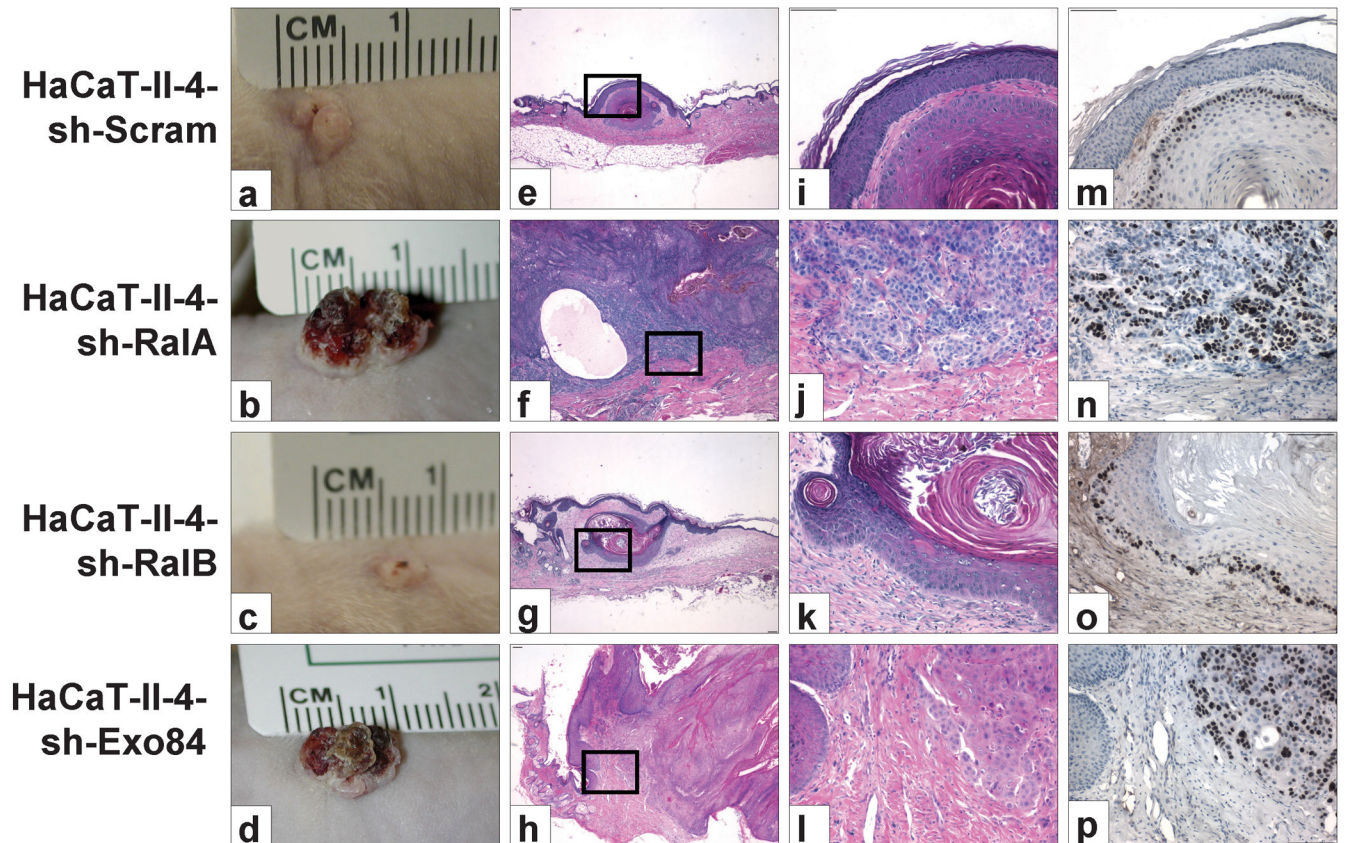 HaCaT-II-4-
sh-Scram
CM 1
a
e
i
m
HaCaT-II-4-
sh-RalA
CM 1
b
f
j
n
HaCaT-II-4-
sh-RalB
CM 1
c
g
k
o
HaCaT-II-4-
sh-Exo84
CM 1 2
d
h
l
p